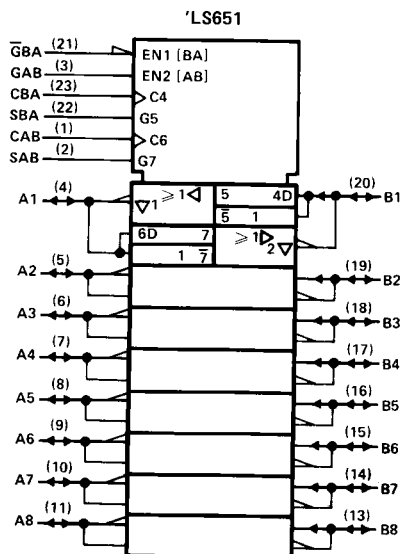 'LS651
G̅BA (21) EN1 [BA]
GAB (3) EN2 [AB]
CBA (23) C4
SBA (22) G5
CAB (1) C6
SAB (2) G7
A1 (4) ▽1 ⩾1◁ 5 4D (20) B1
5̅ 1
6D 7 ⩾1▷ 2▽
1 7̅
A2 (5) (19) B2
A3 (6) (18) B3
A4 (7) (17) B4
A5 (8) (16) B5
A6 (9) (15) B6
A7 (10) (14) B7
A8 (11) (13) B8